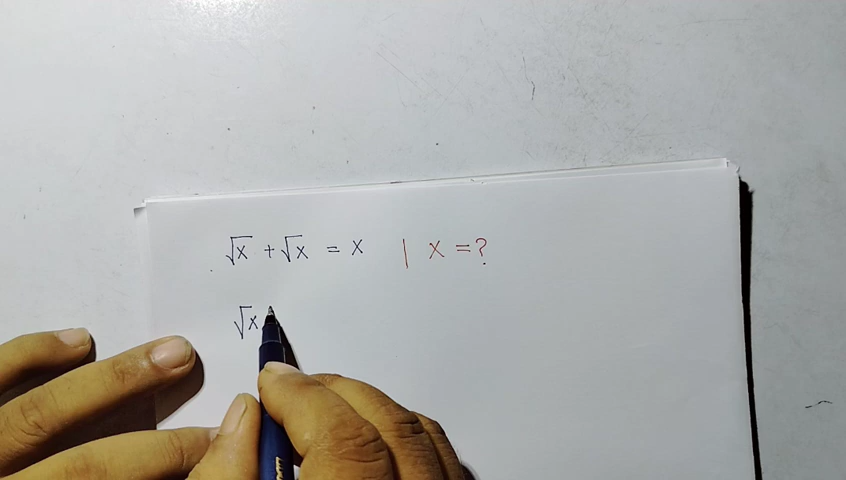 √x + √x = x | x = ?
√x